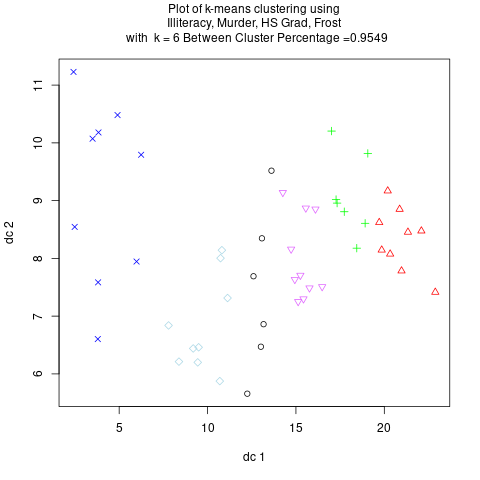 Plot of k-means clustering using
Illiteracy, Murder, HS Grad, Frost
with k = 6 Between Cluster Percentage =0.9549
11
10
9
8
7
6
dc 2
5
10
15
20
dc 1